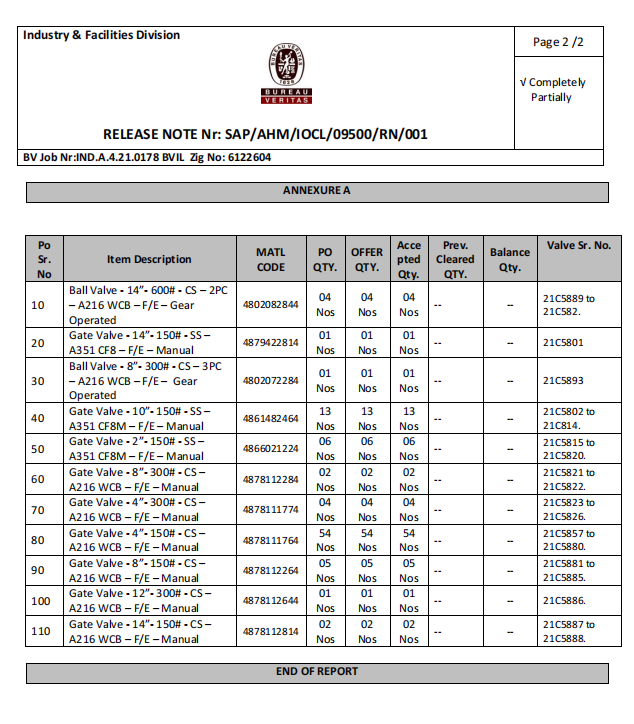 Industry & Facilities Division
Page 2 /2
√ Completely
Partially
BUREAU VERITAS
1828
BUREAU
VERITAS
RELEASE NOTE Nr: SAP/AHM/IOCL/09500/RN/001
BV Job Nr:IND.A.4.21.0178 BVIL Zig No: 6122604
ANNEXURE A
Po Sr. No | Item Description | MATL CODE | PO QTY. | OFFER QTY. | Acce pted Qty. | Prev. Cleared QTY. | Balance Qty. | Valve Sr. No.
10 | Ball Valve - 14”- 600# - CS – 2PC – A216 WCB – F/E – Gear Operated | 4802082844 | 04 Nos | 04 Nos | 04 Nos | -- | -- | 21C5889 to 21C582.
20 | Gate Valve - 14”- 150# - SS – A351 CF8 – F/E – Manual | 4879422814 | 01 Nos | 01 Nos | 01 Nos | -- | -- | 21C5801
30 | Ball Valve - 8”- 300# - CS – 3PC – A216 WCB – F/E – Gear Operated | 4802072284 | 01 Nos | 01 Nos | 01 Nos | -- | -- | 21C5893
40 | Gate Valve - 10”- 150# - SS – A351 CF8M – F/E – Manual | 4861482464 | 13 Nos | 13 Nos | 13 Nos | -- | -- | 21C5802 to 21C814.
50 | Gate Valve - 2”- 150# - SS – A351 CF8M – F/E – Manual | 4866021224 | 06 Nos | 06 Nos | 06 Nos | -- | -- | 21C5815 to 21C5820.
60 | Gate Valve - 8”- 300# - CS – A216 WCB – F/E – Manual | 4878112284 | 02 Nos | 02 Nos | 02 Nos | -- | -- | 21C5821 to 21C5822.
70 | Gate Valve - 4”- 300# - CS – A216 WCB – F/E – Manual | 4878111774 | 04 Nos | 04 Nos | 04 Nos | -- | -- | 21C5823 to 21C5826.
80 | Gate Valve - 4”- 150# - CS – A216 WCB – F/E – Manual | 4878111764 | 54 Nos | 54 Nos | 54 Nos | -- | -- | 21C5857 to 21C5880.
90 | Gate Valve - 8”- 150# - CS – A216 WCB – F/E – Manual | 4878112264 | 05 Nos | 05 Nos | 05 Nos | -- | -- | 21C5881 to 21C5885.
100 | Gate Valve - 12”- 300# - CS – A216 WCB – F/E – Manual | 4878112644 | 01 Nos | 01 Nos | 01 Nos | -- | -- | 21C5886.
110 | Gate Valve - 14”- 150# - CS – A216 WCB – F/E – Manual | 4878112814 | 02 Nos | 02 Nos | 02 Nos | -- | -- | 21C5887 to 21C5888.
END OF REPORT